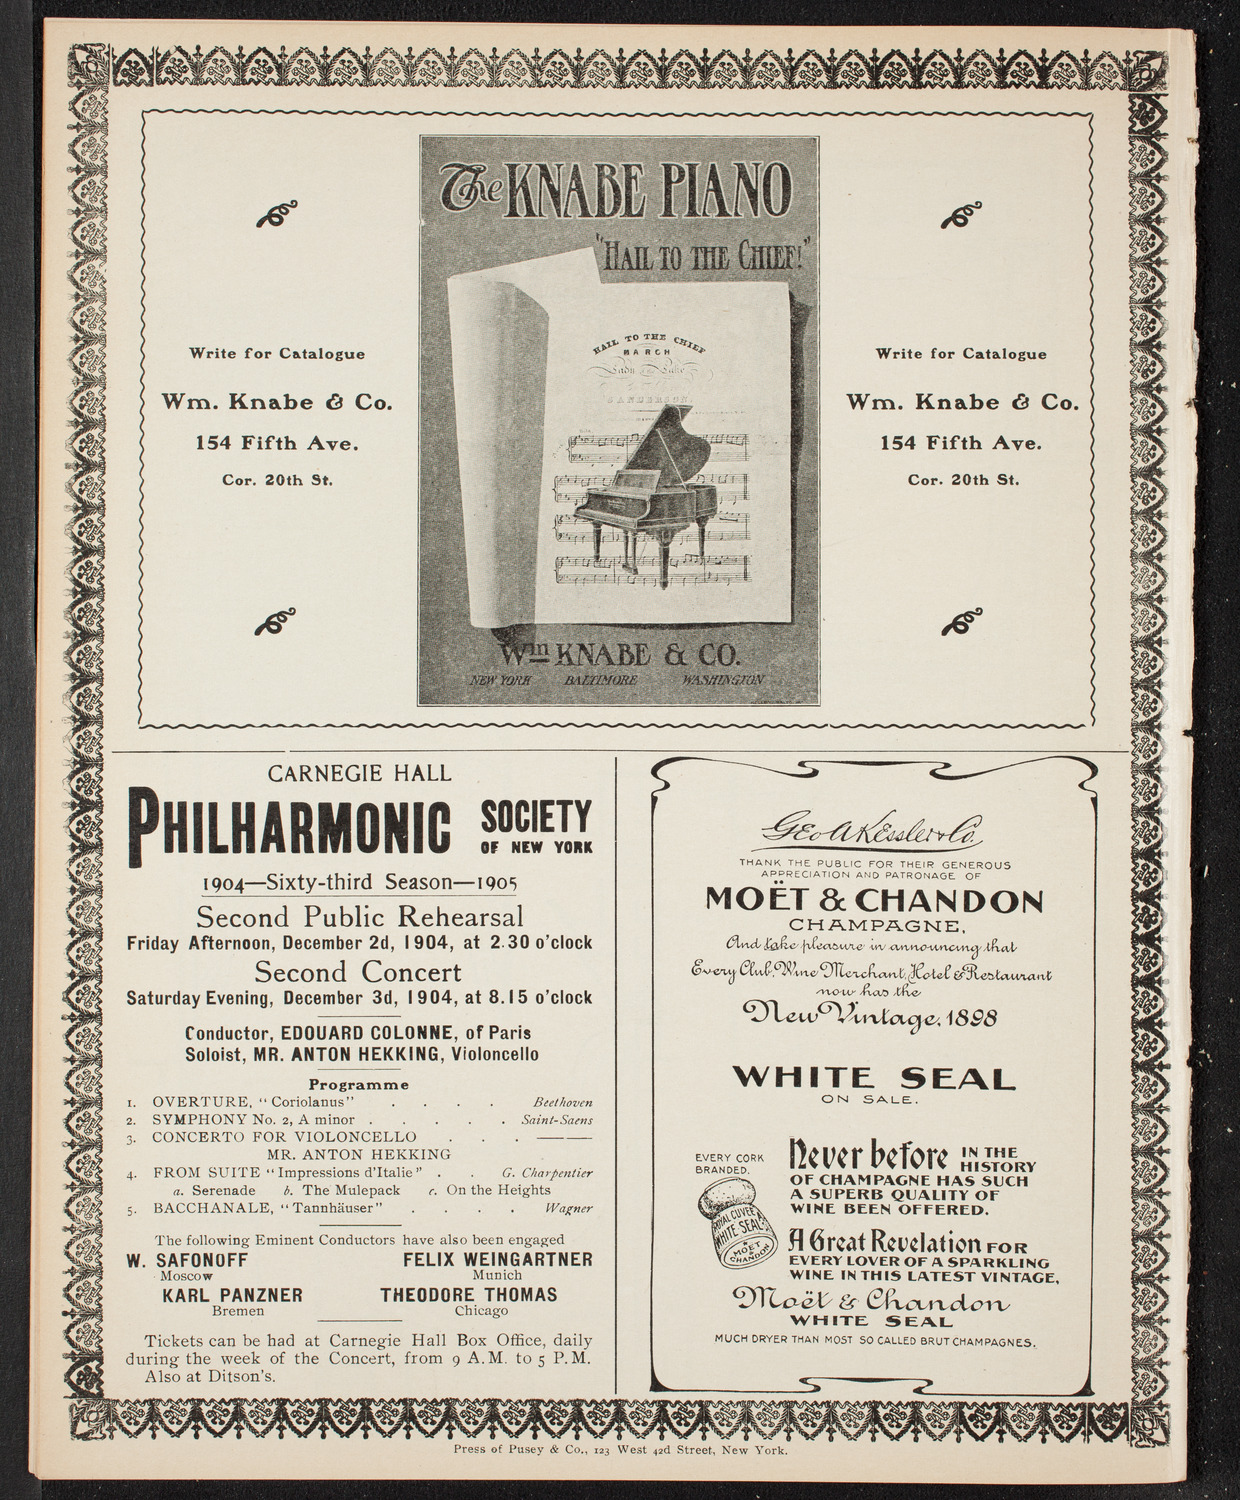 The KNABE PIANO
"HAIL TO THE CHIEF!"
HAIL TO THE CHIEF
MARCH
Lady of the Lake
SANDERSON.
Wm KNABE & CO.
NEW YORK BALTIMORE WASHINGTON
Write for Catalogue
Wm. Knabe & Co.
154 Fifth Ave.
Cor. 20th St.
Write for Catalogue
Wm. Knabe & Co.
154 Fifth Ave.
Cor. 20th St.
CARNEGIE HALL
PHILHARMONIC SOCIETY
OF NEW YORK
1904—Sixty-third Season—1905
Second Public Rehearsal
Friday Afternoon, December 2d, 1904, at 2.30 o'clock
Second Concert
Saturday Evening, December 3d, 1904, at 8.15 o'clock
Conductor, EDOUARD COLONNE, of Paris
Soloist, MR. ANTON HEKKING, Violoncello
Programme
1. OVERTURE, "Coriolanus" . . . . Beethoven
2. SYMPHONY No. 2, A minor . . . . . Saint-Saens
3. CONCERTO FOR VIOLONCELLO . . . ——
MR. ANTON HEKKING
4. FROM SUITE "Impressions d'Italie" . . G. Charpentier
a. Serenade b. The Mulepack c. On the Heights
5. BACCHANALE, "Tannhäuser" . . . . Wagner
The following Eminent Conductors have also been engaged
W. SAFONOFF FELIX WEINGARTNER
Moscow Munich
KARL PANZNER THEODORE THOMAS
Bremen Chicago
Tickets can be had at Carnegie Hall Box Office, daily
during the week of the Concert, from 9 A.M. to 5 P.M.
Also at Ditson's.
Geo A Kessler & Co.
THANK THE PUBLIC FOR THEIR GENEROUS
APPRECIATION AND PATRONAGE OF
MOËT & CHANDON
CHAMPAGNE,
And take pleasure in announcing that
Every Club, Wine Merchant, Hotel & Restaurant
now has the
New Vintage, 1898
WHITE SEAL
ON SALE.
EVERY CORK
BRANDED.
ROYAL CUVEE
WHITE SEAL
MOET
CHANDON
Never before IN THE
HISTORY
OF CHAMPAGNE HAS SUCH
A SUPERB QUALITY OF
WINE BEEN OFFERED.
A Great Revelation FOR
EVERY LOVER OF A SPARKLING
WINE IN THIS LATEST VINTAGE,
Moët & Chandon
WHITE SEAL
MUCH DRYER THAN MOST SO CALLED BRUT CHAMPAGNES.
Press of Pusey & Co., 123 West 42d Street, New York.